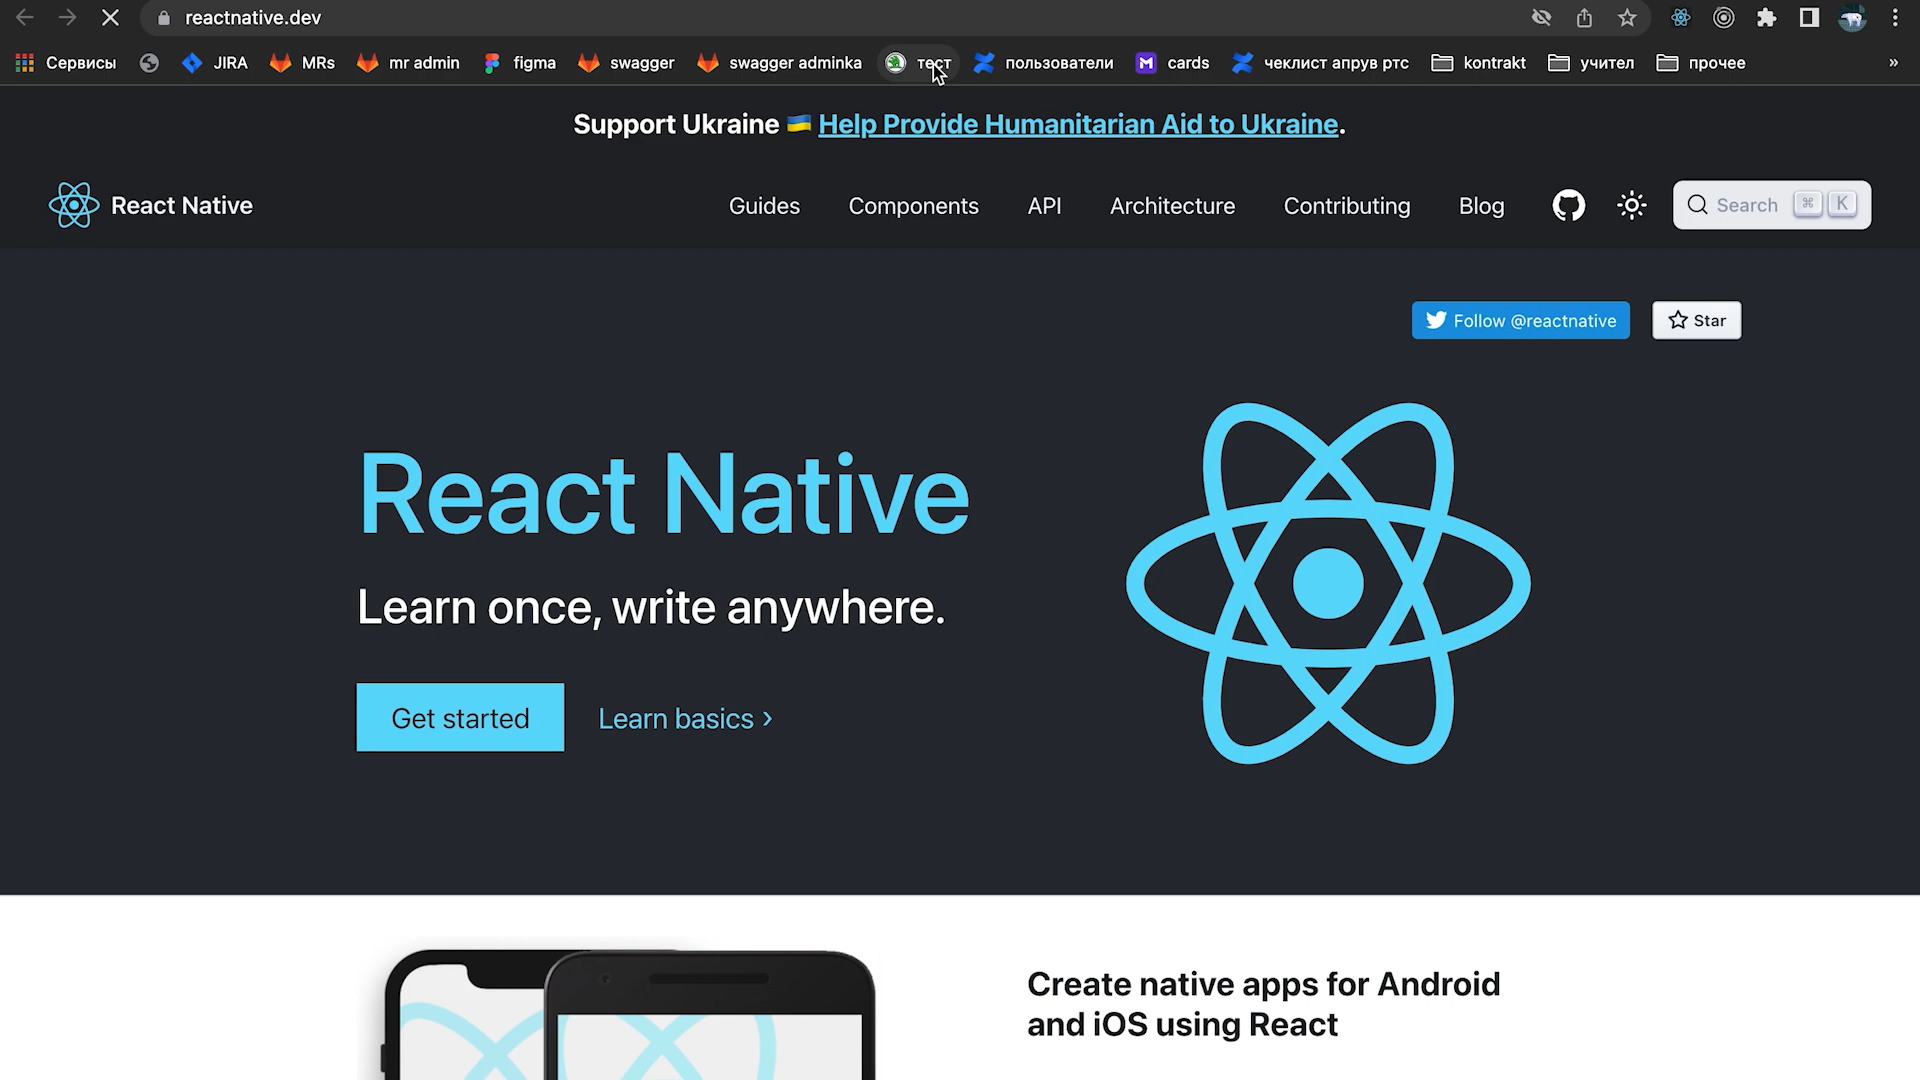 reactnative.dev
Сервисы JIRA MRs mr admin figma swagger swagger adminka тест пользователи cards чеклист апрув ртс kontrakt учител прочее »
Support Ukraine 🇺🇦 Help Provide Humanitarian Aid to Ukraine.
React Native Guides Components API Architecture Contributing Blog Search ⌘ K
Follow @reactnative Star
React Native
Learn once, write anywhere.
Get started Learn basics ›
Create native apps for Android
and iOS using React